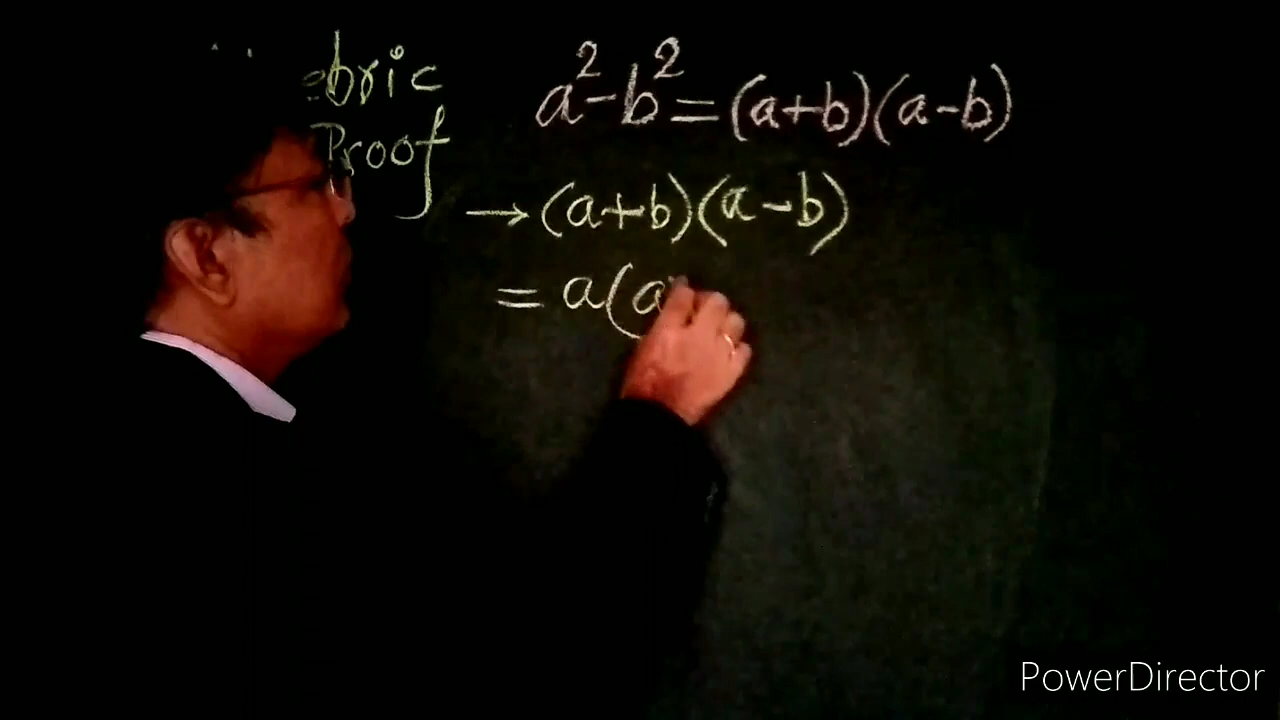 ebric
Proof
a²-b²=(a+b)(a-b)
→(a+b)(a-b)
= a(a
PowerDirector